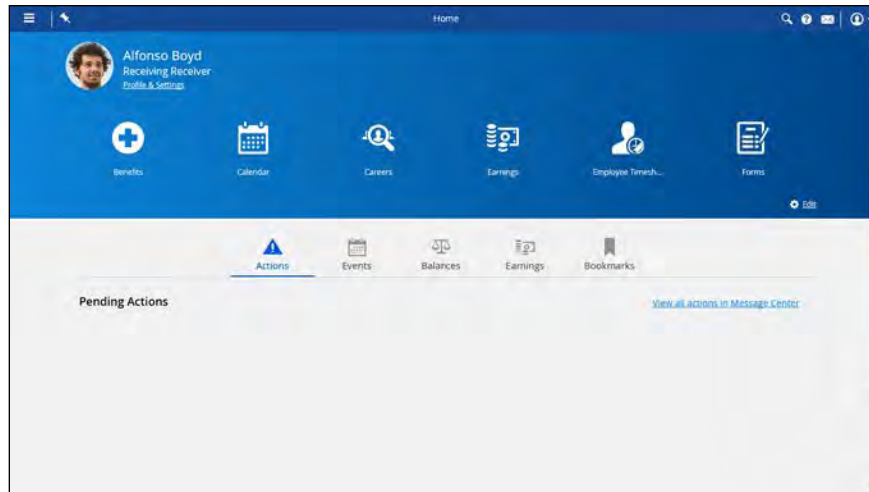 Home
Alfonso Boyd
Receiving Receiver
Profile & Settings
Benefits
Calendar
Careers
Earnings
Employee Timesh...
Forms
Edit
Actions
Events
Balances
Earnings
Bookmarks
Pending Actions
View all actions in Message Center